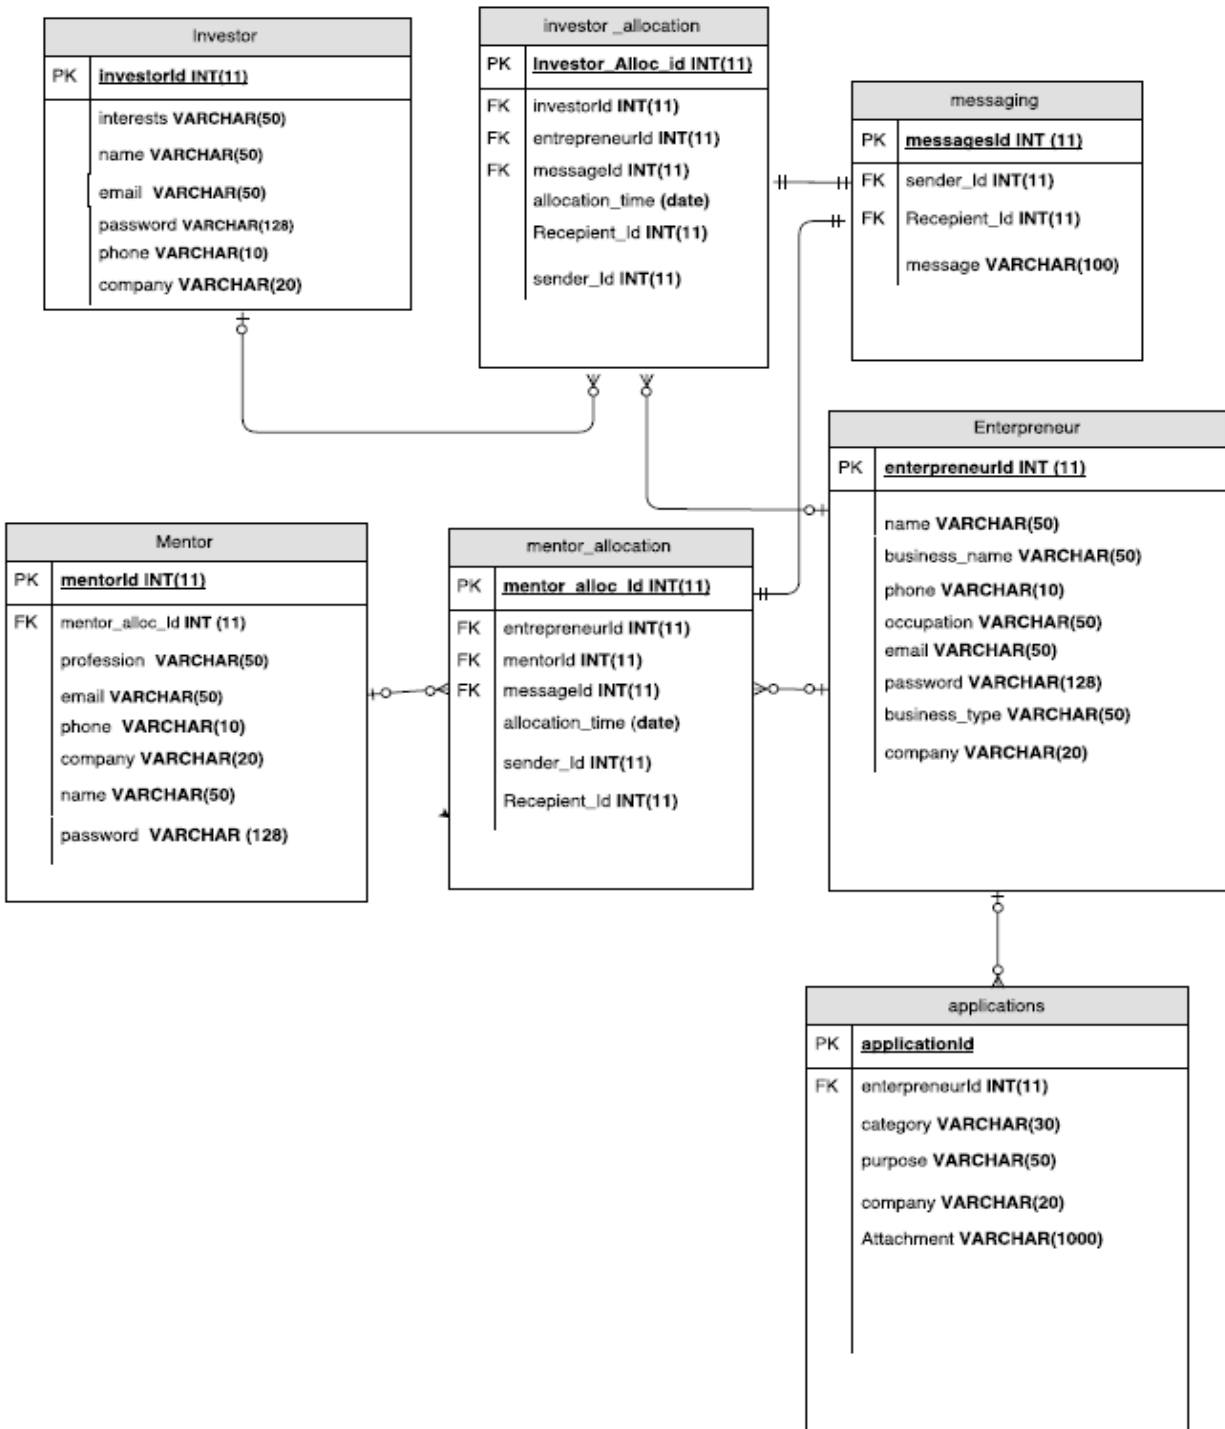 Investor
PK investorId INT(11)
interests VARCHAR(50)
name VARCHAR(50)
email VARCHAR(50)
password VARCHAR(128)
phone VARCHAR(10)
company VARCHAR(20)
investor _allocation
PK Investor_Alloc_id INT(11)
FK investorId INT(11)
FK entrepreneurId INT(11)
FK messageId INT(11)
allocation_time (date)
Recepient_Id INT(11)
sender_Id INT(11)
messaging
PK messagesId INT (11)
FK sender_Id INT(11)
FK Recepient_Id INT(11)
message VARCHAR(100)
Enterpreneur
PK enterpreneurId INT (11)
name VARCHAR(50)
business_name VARCHAR(50)
phone VARCHAR(10)
occupation VARCHAR(50)
email VARCHAR(50)
password VARCHAR(128)
business_type VARCHAR(50)
company VARCHAR(20)
Mentor
PK mentorId INT(11)
FK mentor_alloc_Id INT (11)
profession VARCHAR(50)
email VARCHAR(50)
phone VARCHAR(10)
company VARCHAR(20)
name VARCHAR(50)
password VARCHAR (128)
mentor_allocation
PK mentor_alloc_Id INT(11)
FK entrepreneurId INT(11)
FK mentorId INT(11)
FK messageId INT(11)
allocation_time (date)
sender_Id INT(11)
Recepient_Id INT(11)
applications
PK applicationId
FK enterpreneurId INT(11)
category VARCHAR(30)
purpose VARCHAR(50)
company VARCHAR(20)
Attachment VARCHAR(1000)